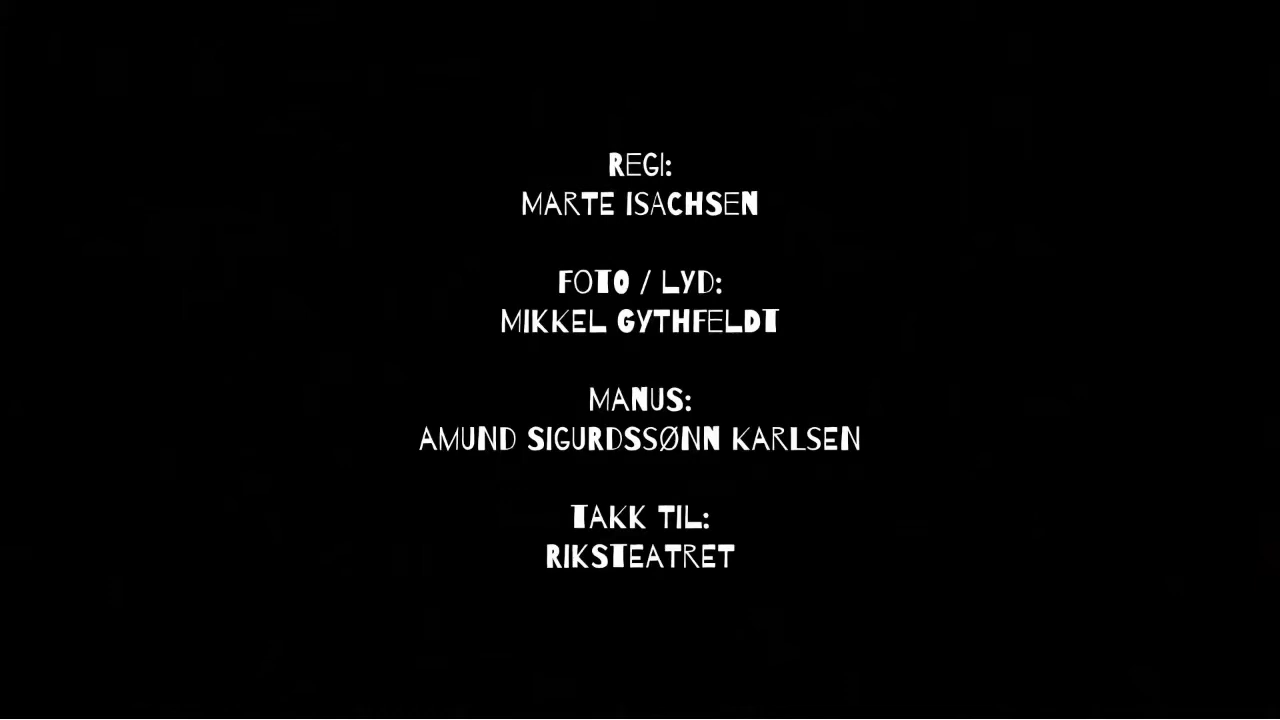 REGI:
MARTE ISACHSEN
FOTO / LYD:
MIKKEL GYTHFELDT
MANUS:
AMUND SIGURDSSØNN KARLSEN
TAKK TIL:
RIKSTEATRET